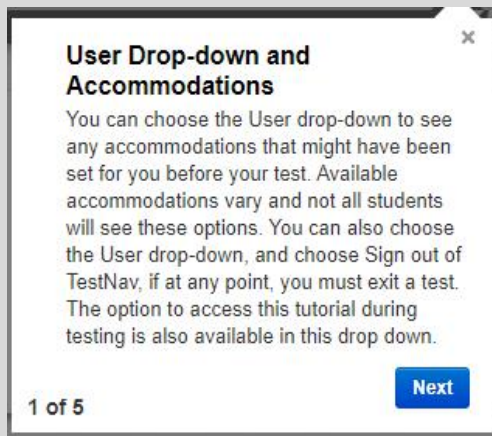 ×
User Drop-down and
Accommodations
You can choose the User drop-down to see
any accommodations that might have been
set for you before your test. Available
accommodations vary and not all students
will see these options. You can also choose
the User drop-down, and choose Sign out of
TestNav, if at any point, you must exit a test.
The option to access this tutorial during
testing is also available in this drop down.
Next
1 of 5